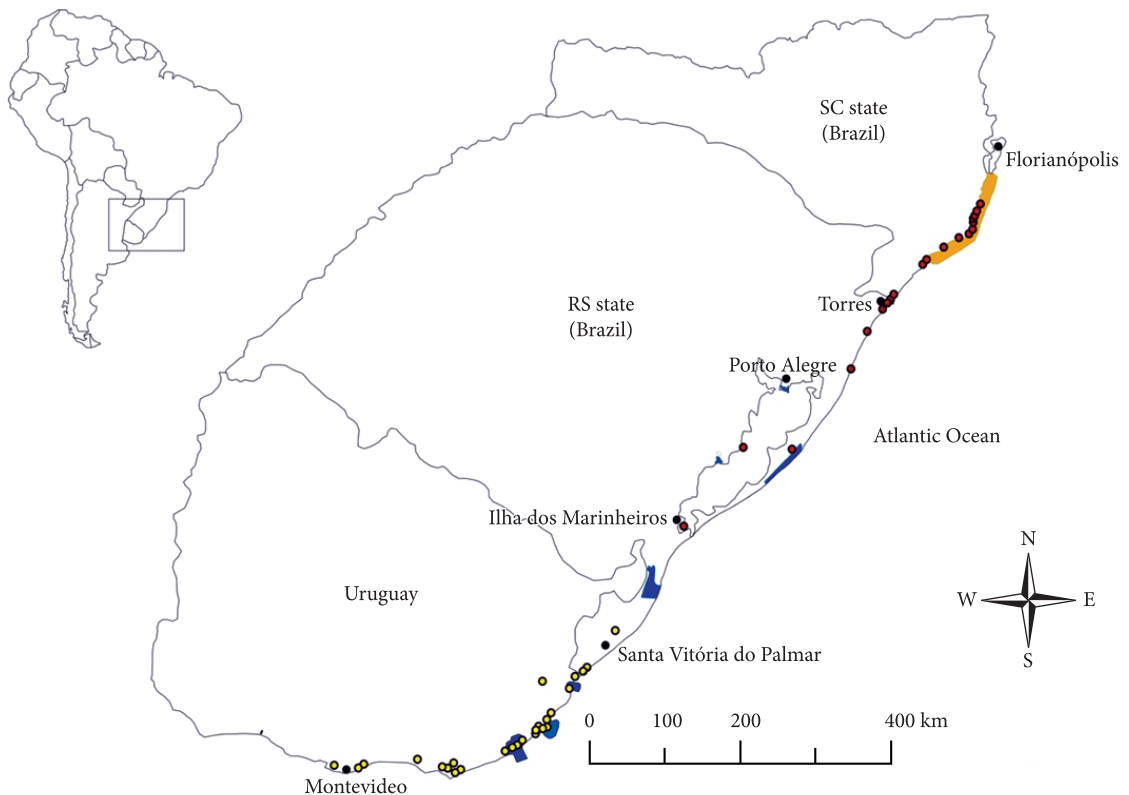 SC state
(Brazil)
Florianópolis
RS state
(Brazil)
Torres
Porto Alegre
Atlantic Ocean
Ilha dos Marinheiros
N
W
E
S
Uruguay
Santa Vitória do Palmar
0
100
200
400 km
Montevideo